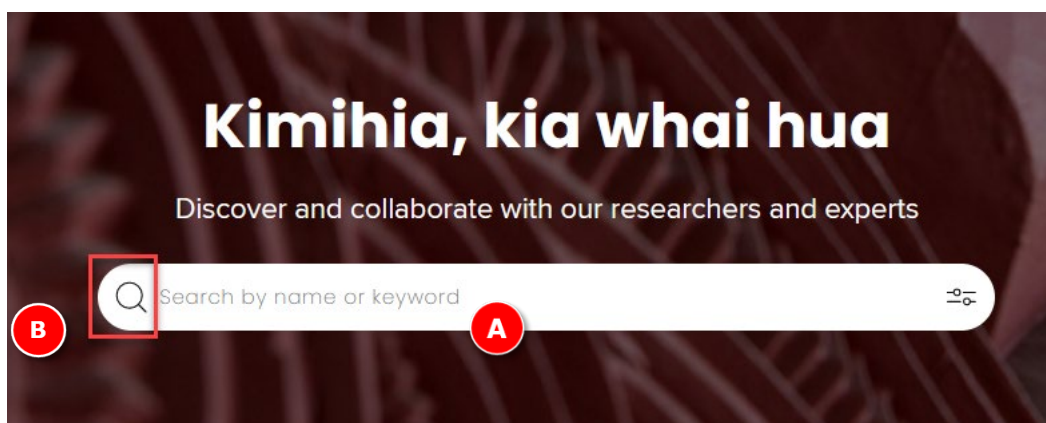 Kimihia, kia whai hua
Discover and collaborate with our researchers and experts
Search by name or keyword
B
A